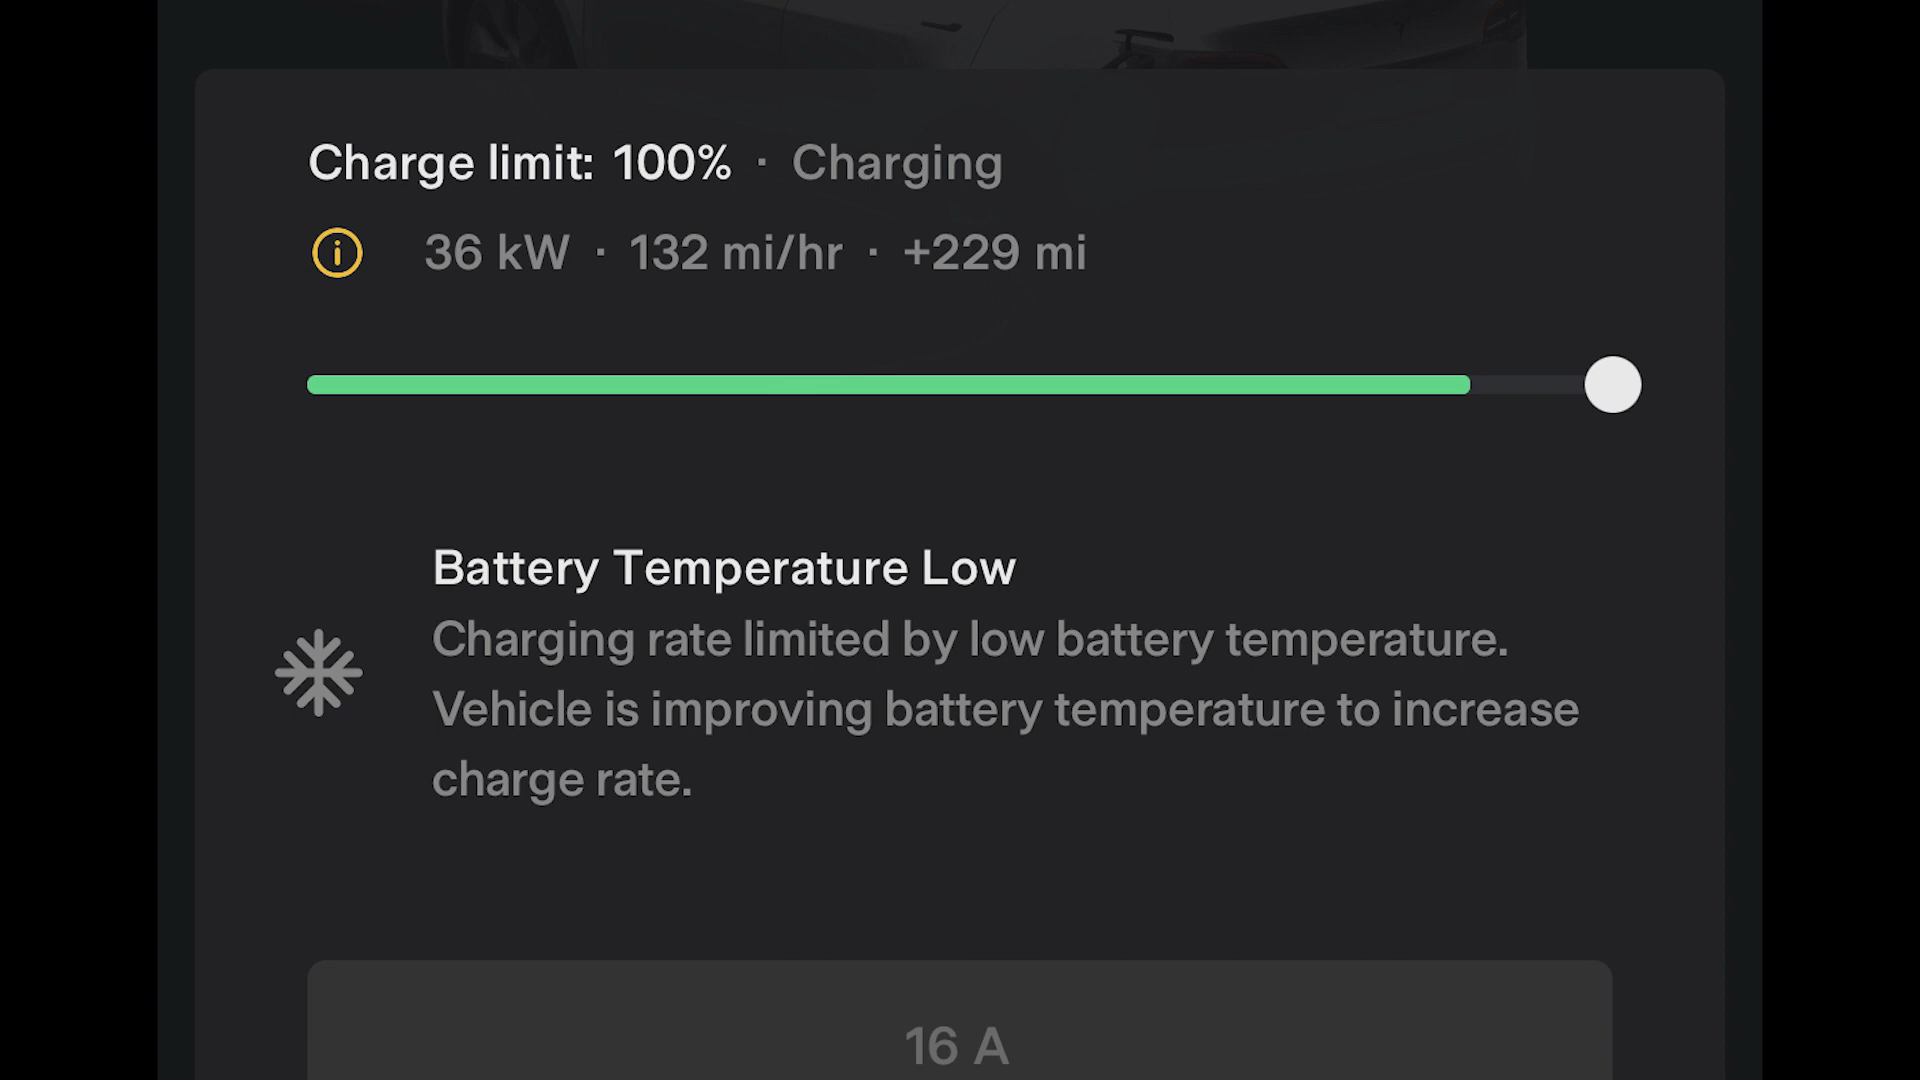 Charge limit: 100% · Charging
36 kW · 132 mi/hr · +229 mi
Battery Temperature Low
Charging rate limited by low battery temperature.
Vehicle is improving battery temperature to increase
charge rate.
16 A